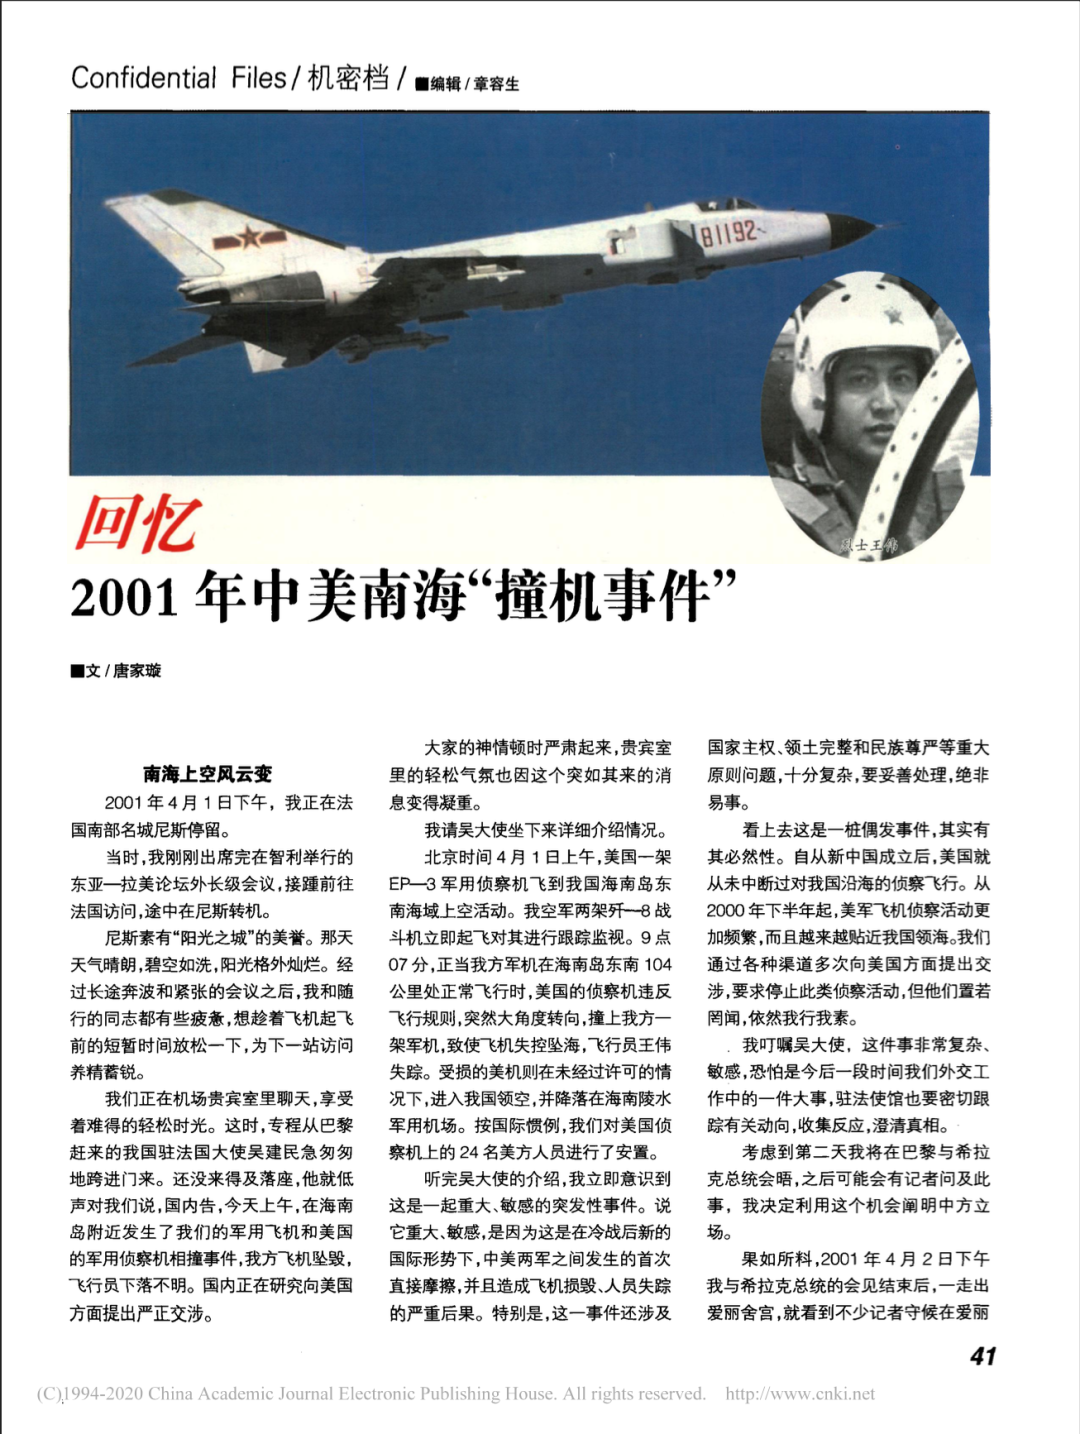 Confidential Files/机密档/■编辑/章容生
81192
烈士王伟
回忆
2001年中美南海“撞机事件”
■文/唐家璇
南海上空风云变
2001年4月1日下午，我正在法
国南部名城尼斯停留。
当时,我刚刚出席完在智利举行的
东亚—拉美论坛外长级会议,接踵前往
法国访问,途中在尼斯转机。
尼斯素有“阳光之城”的美誉。那天
天气晴朗,碧空如洗,阳光格外灿烂。经
过长途奔波和紧张的会议之后,我和随
行的同志都有些疲惫,想趁着飞机起飞
前的短暂时间放松一下,为下一站访问
养精蓄锐。
我们正在机场贵宾室里聊天,享受
着难得的轻松时光。这时,专程从巴黎
赶来的我国驻法国大使吴建民急匆匆
地跨进门来。还没来得及落座,他就低
声对我们说,国内告,今天上午,在海南
岛附近发生了我们的军用飞机和美国
的军用侦察机相撞事件,我方飞机坠毁,
飞行员下落不明。国内正在研究向美国
方面提出严正交涉。
大家的神情顿时严肃起来,贵宾室
里的轻松气氛也因这个突如其来的消
息变得凝重。
我请吴大使坐下来详细介绍情况。
北京时间4月1日上午,美国一架
EP—3军用侦察机飞到我国海南岛东
南海域上空活动。我空军两架歼—8战
斗机立即起飞对其进行跟踪监视。9点
07分,正当我方军机在海南岛东南104
公里处正常飞行时,美国的侦察机违反
飞行规则,突然大角度转向,撞上我方一
架军机,致使飞机失控坠海,飞行员王伟
失踪。受损的美机则在未经过许可的情
况下,进入我国领空,并降落在海南陵水
军用机场。按国际惯例,我们对美国侦
察机上的24名美方人员进行了安置。
听完吴大使的介绍,我立即意识到
这是一起重大、敏感的突发性事件。说
它重大、敏感,是因为这是在冷战后新的
国际形势下,中美两军之间发生的首次
直接摩擦,并且造成飞机损毁、人员失踪
的严重后果。特别是,这一事件还涉及
国家主权、领土完整和民族尊严等重大
原则问题,十分复杂,要妥善处理,绝非
易事。
看上去这是一桩偶发事件,其实有
其必然性。自从新中国成立后,美国就
从未中断过对我国沿海的侦察飞行。从
2000年下半年起,美军飞机侦察活动更
加频繁,而且越来越贴近我国领海。我们
通过各种渠道多次向美国方面提出交
涉,要求停止此类侦察活动,但他们置若
罔闻,依然我行我素。
我叮嘱吴大使，这件事非常复杂、
敏感,恐怕是今后一段时间我们外交工
作中的一件大事,驻法使馆也要密切跟
踪有关动向,收集反应,澄清真相。
考虑到第二天我将在巴黎与希拉
克总统会晤,之后可能会有记者问及此
事，我决定利用这个机会阐明中方立
场。
果如所料,2001年4月2日下午
我与希拉克总统的会见结束后,一走出
爱丽舍宫,就看到不少记者守候在爱丽
41
(C)1994-2020 China Academic Journal Electronic Publishing House. All rights reserved. http://www.cnki.net